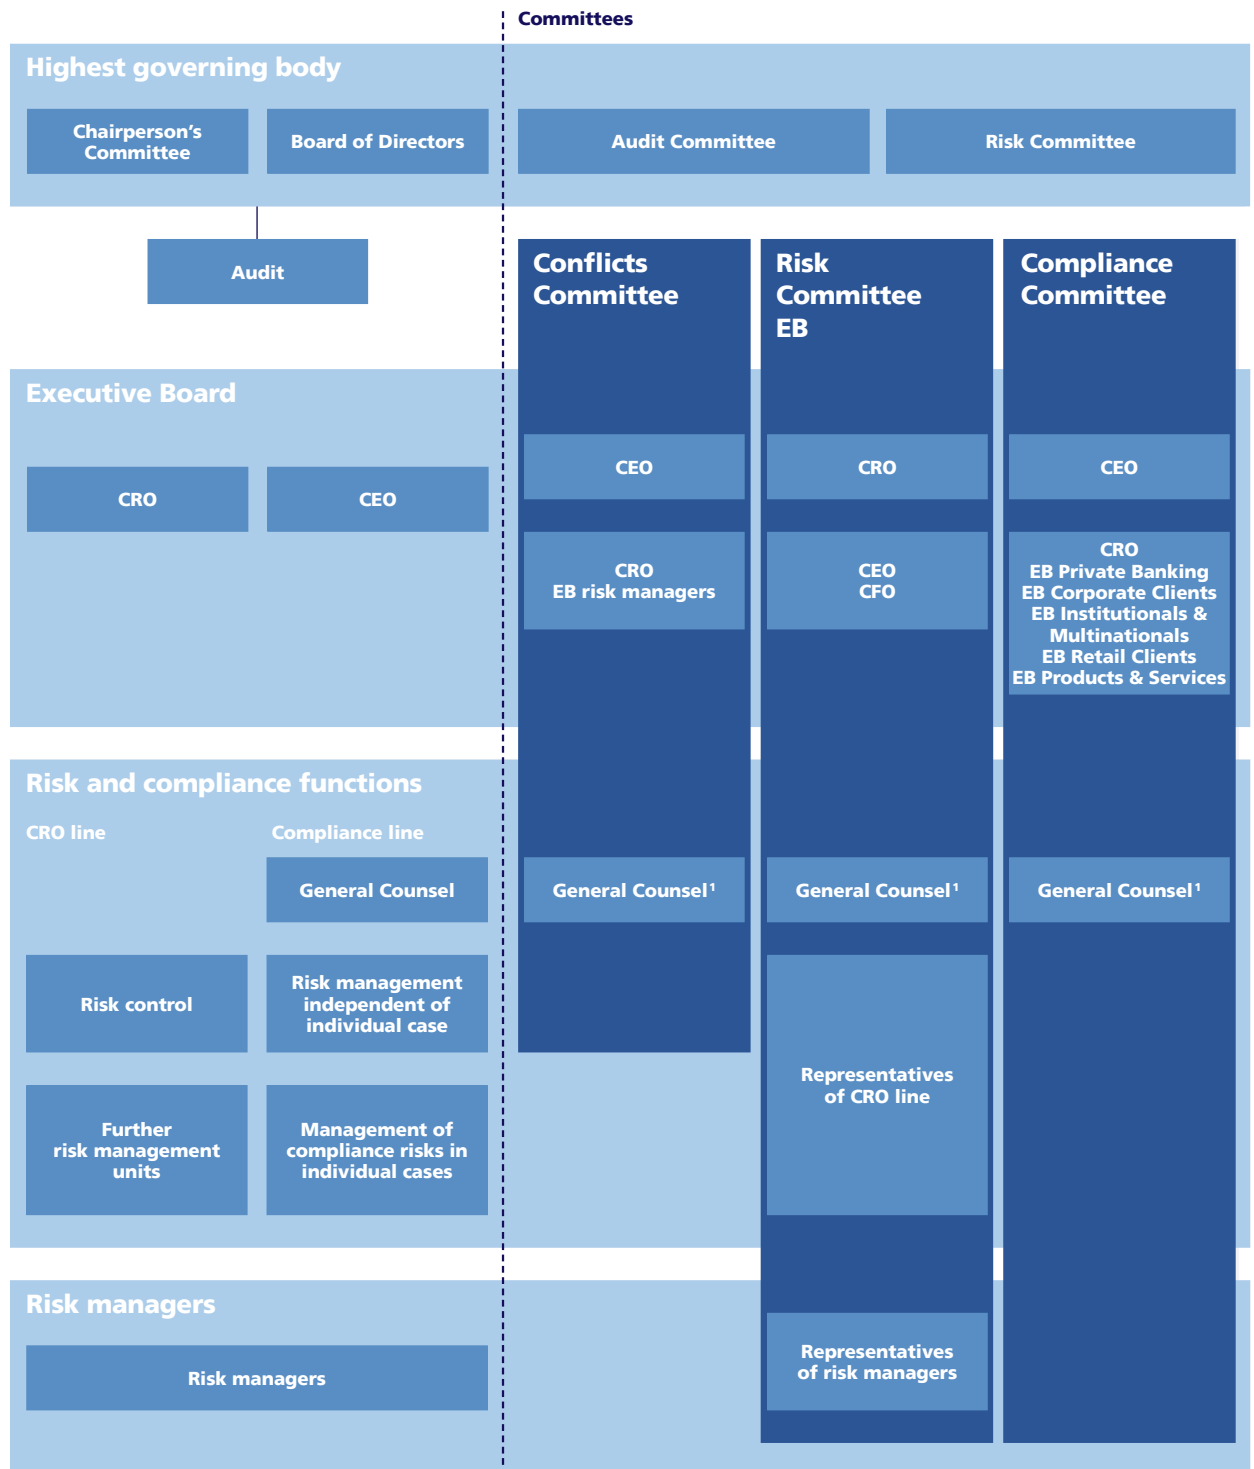 Committees
Highest governing body
Chairperson's
Committee
Board of Directors
Audit Committee
Risk Committee
Audit
Conflicts
Committee
Risk
Committee
EB
Compliance
Committee
Executive Board
CRO
CEO
CEO
CRO
EB risk managers
CRO
CEO
CFO
CEO
CRO
EB Private Banking
EB Corporate Clients
EB Institutionals &
Multinationals
EB Retail Clients
EB Products & Services
Risk and compliance functions
CRO line
Compliance line
General Counsel
General Counsel¹
General Counsel¹
General Counsel¹
Risk control
Risk management
independent of
individual case
Representatives
of CRO line
Further
risk management
units
Management of
compliance risks in
individual cases
Risk managers
Risk managers
Representatives
of risk managers